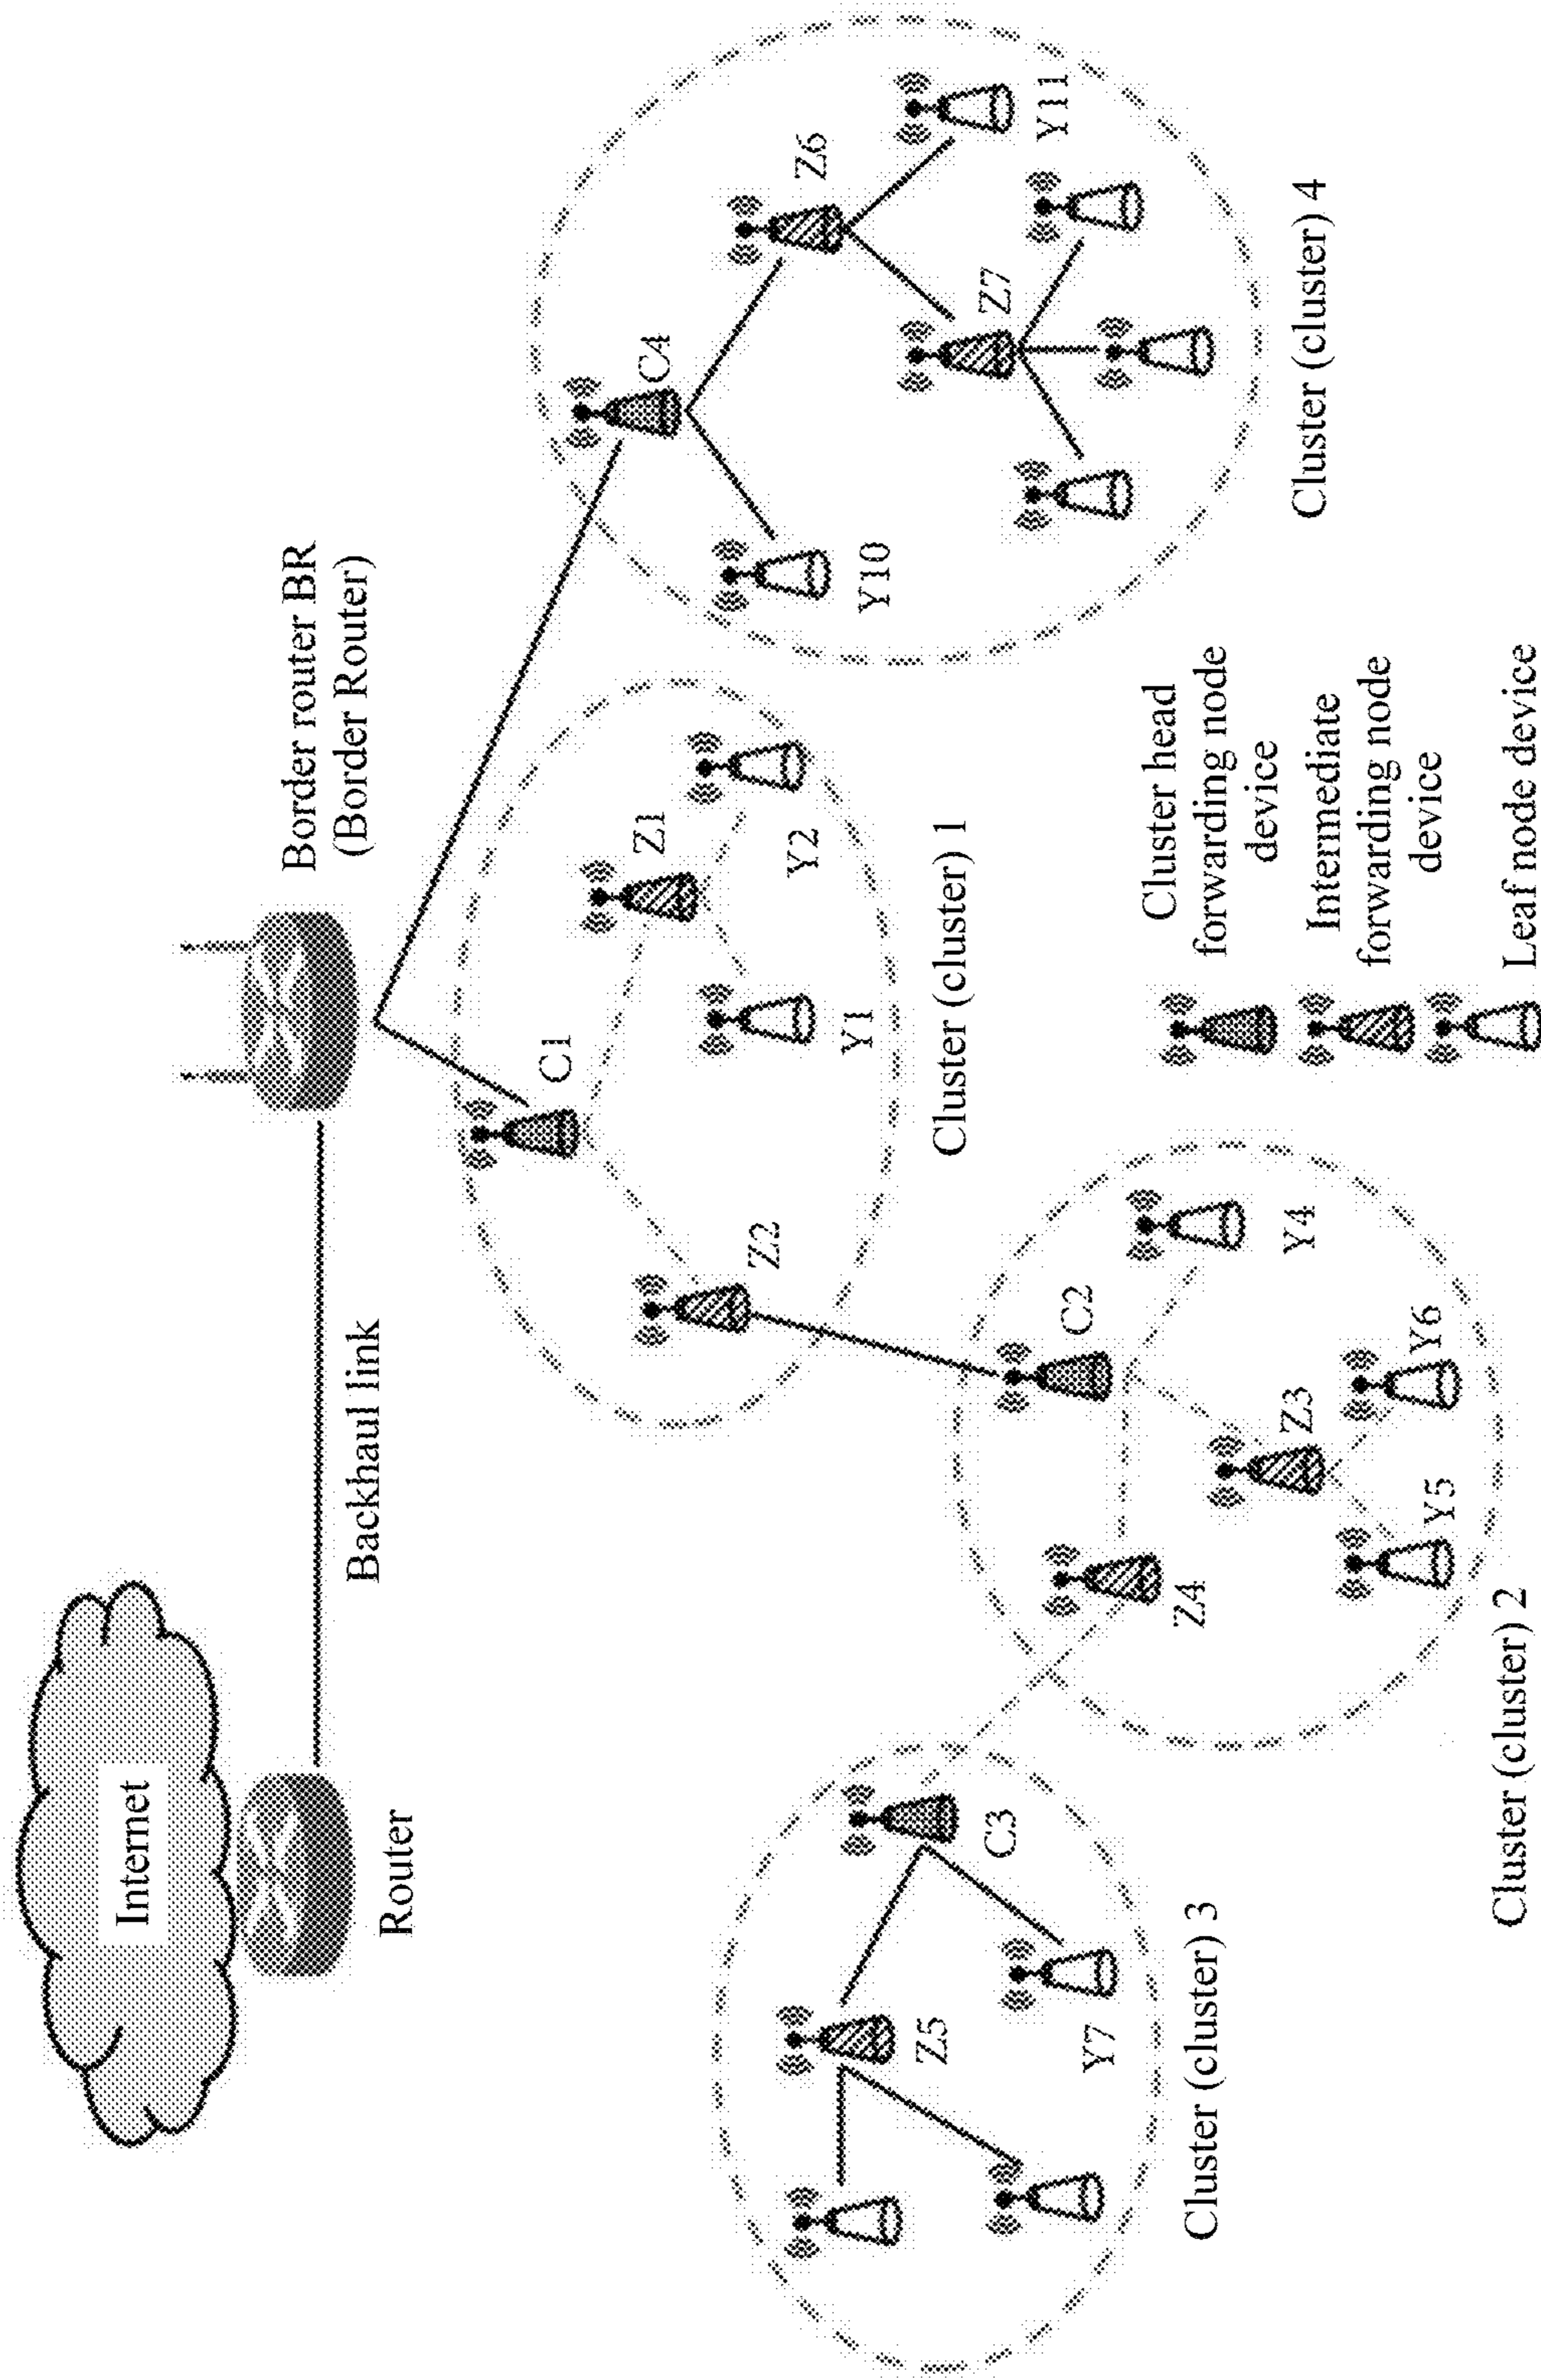 Internet
Router
Backhaul link
Border router BR
(Border Router)
C1
Z1
Z2
Y1
Y2
Cluster (cluster) 1
C4
Z6
Y10
Z7
Y11
Cluster (cluster) 4
C3
Z5
Y7
Cluster (cluster) 3
C2
Z4
Y4
Z3
Y5
Y6
Cluster (cluster) 2
Cluster head
forwarding node
device
Intermediate
forwarding node
device
Leaf node device